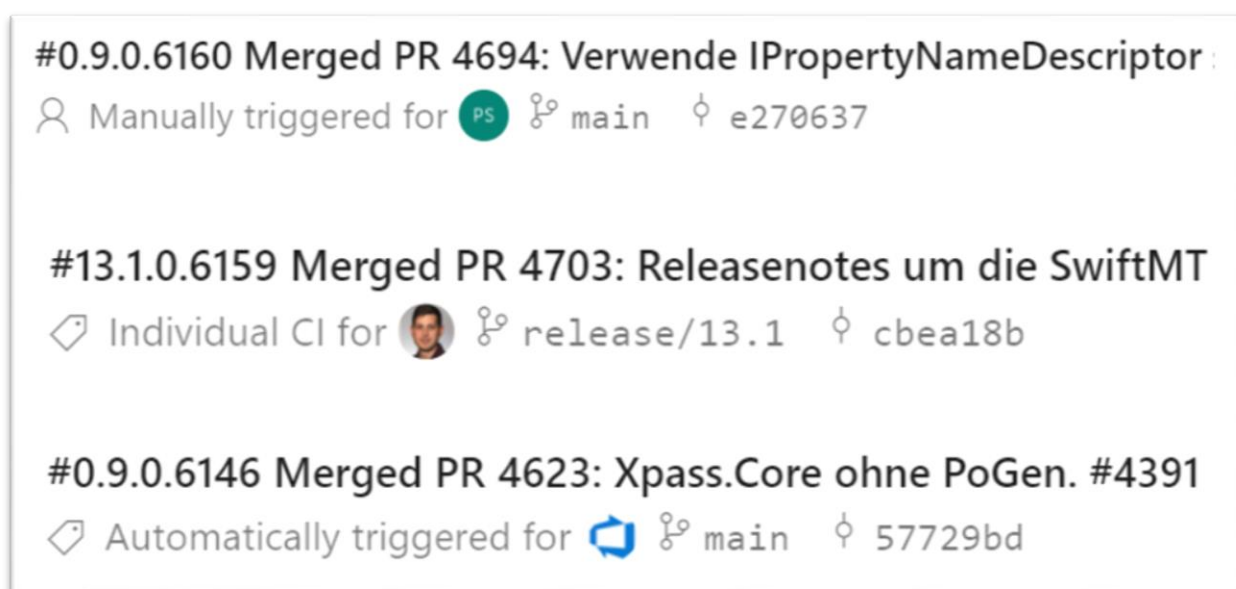 #0.9.0.6160 Merged PR 4694: Verwende IPropertyNameDescriptor
Manually triggered for PS main e270637
#13.1.0.6159 Merged PR 4703: Releasenotes um die SwiftMT
Individual CI for release/13.1 cbea18b
#0.9.0.6146 Merged PR 4623: Xpass.Core ohne PoGen. #4391
Automatically triggered for main 57729bd